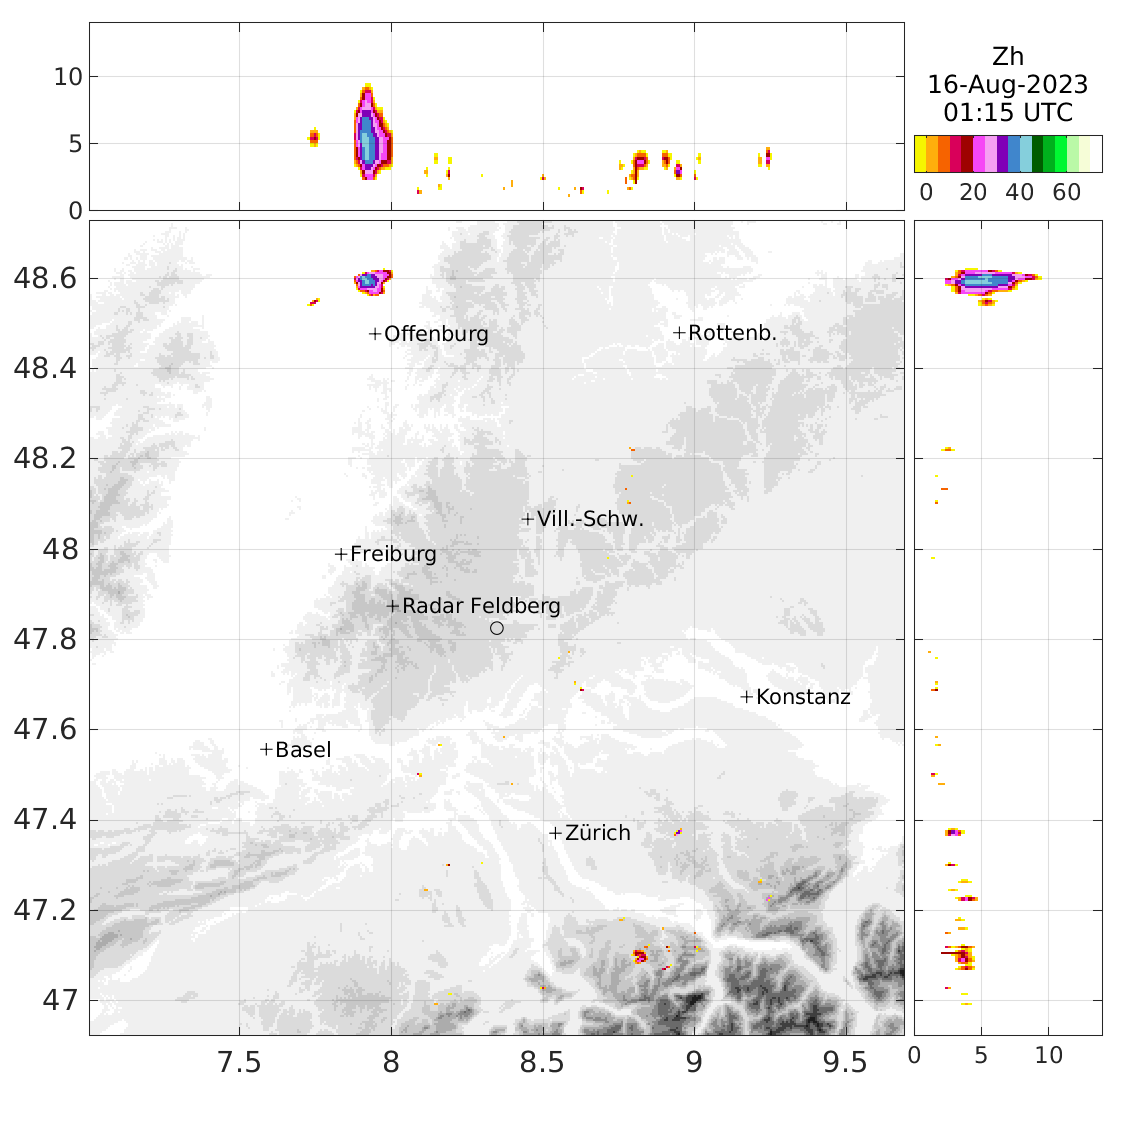 10
5
0
Zh
16-Aug-2023
01:15 UTC
0 20 40 60
48.6
48.4
48.2
48
47.8
47.6
47.4
47.2
47
Offenburg
Rottenb.
Vill.-Schw.
Freiburg
Radar Feldberg
Konstanz
Basel
Zürich
7.5 8 8.5 9 9.5
0 5 10